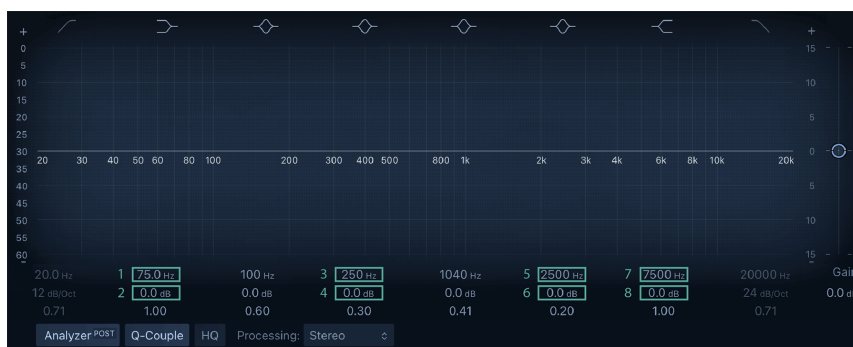 + +
0 15
5
10 10
15
20 5
25
30 20 30 40 50 60 80 100 200 300 400 500 800 1k 2k 3k 4k 6k 8k 10k 20k 0
35
40 5
45
50 10
55
60 15
- -
20.0 Hz 1 75.0 Hz 100 Hz 3 250 Hz 1040 Hz 5 2500 Hz 7 7500 Hz 20000 Hz Gain
12 dB/Oct 2 0.0 dB 0.0 dB 4 0.0 dB 0.0 dB 6 0.0 dB 8 0.0 dB 24 dB/Oct 0.0 d
0.71 1.00 0.60 0.30 0.41 0.20 1.00 0.71
Analyzer POST Q-Couple HQ Processing: Stereo